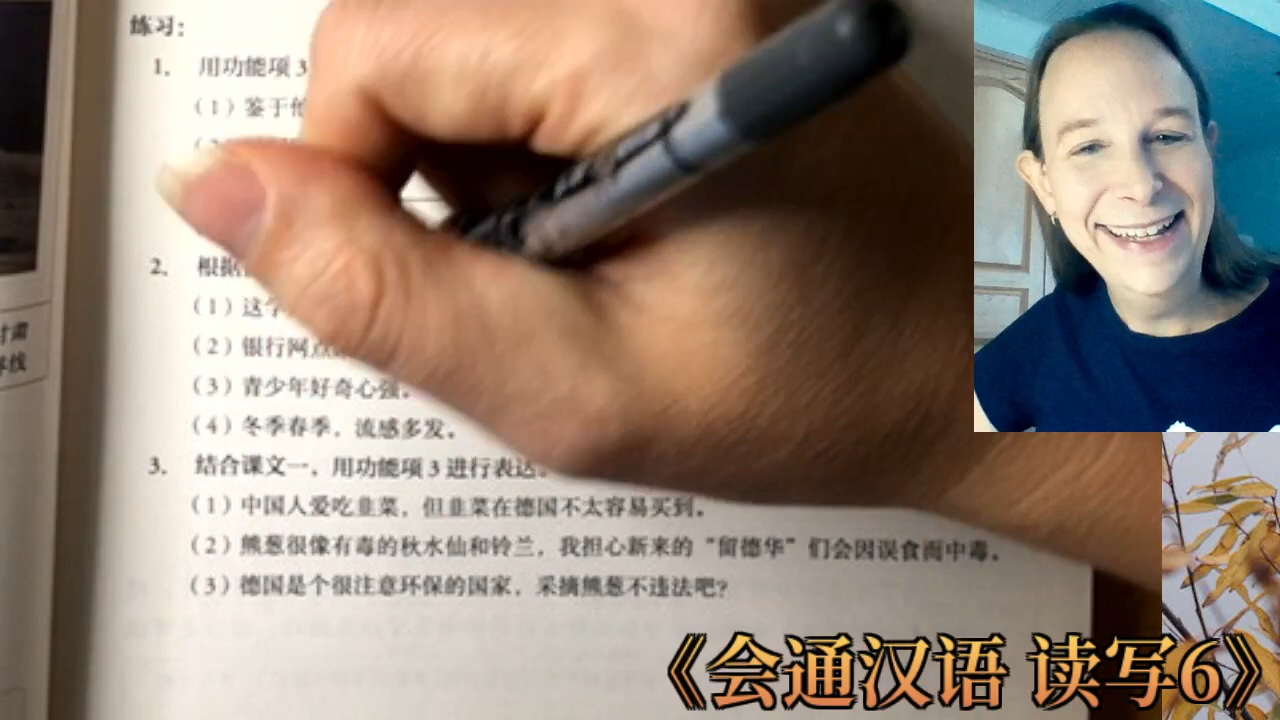 练习：
1. 用功能项 3
（1）鉴于他
2. 根据
（1）这学
（2）银行网点
（3）青少年好奇心强。
（4）冬季春季，流感多发。
3. 结合课文一，用功能项 3 进行表达。
（1）中国人爱吃韭菜，但韭菜在德国不太容易买到。
（2）熊葱很像有毒的秋水仙和铃兰，我担心新来的“留德华”们会因误食而中毒。
（3）德国是个很注意环保的国家，采摘熊葱不违法吧？
甘肃
线
《会通汉语 读写6》